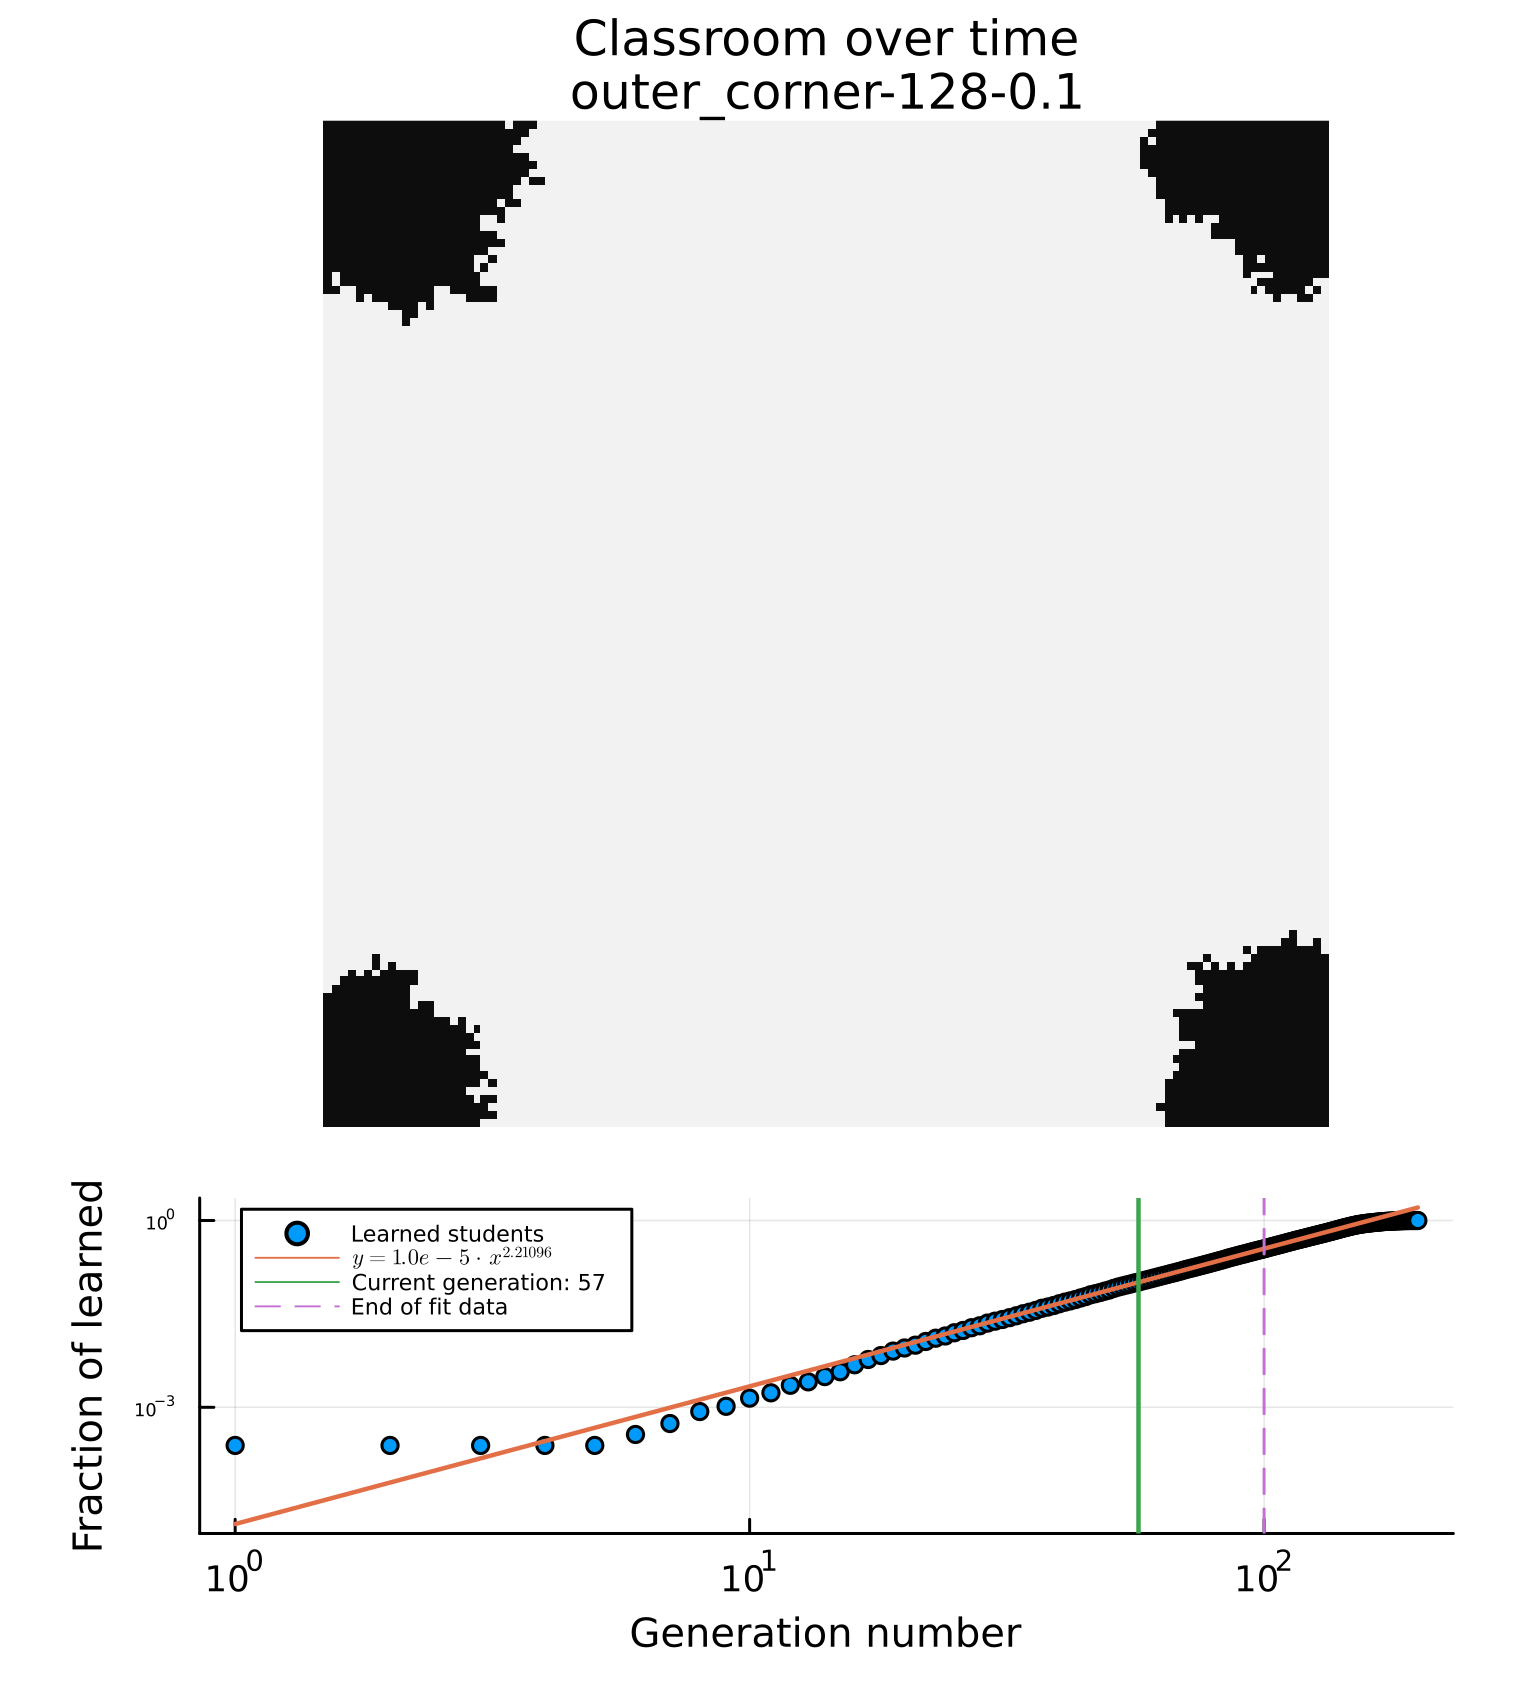 Classroom over time
outer_corner-128-0.1
Fraction of learned
10^0
10^-3
Learned students
y = 1.0e − 5 · x^2.21096
Current generation: 57
End of fit data
10^0 10^1 10^2
Generation number